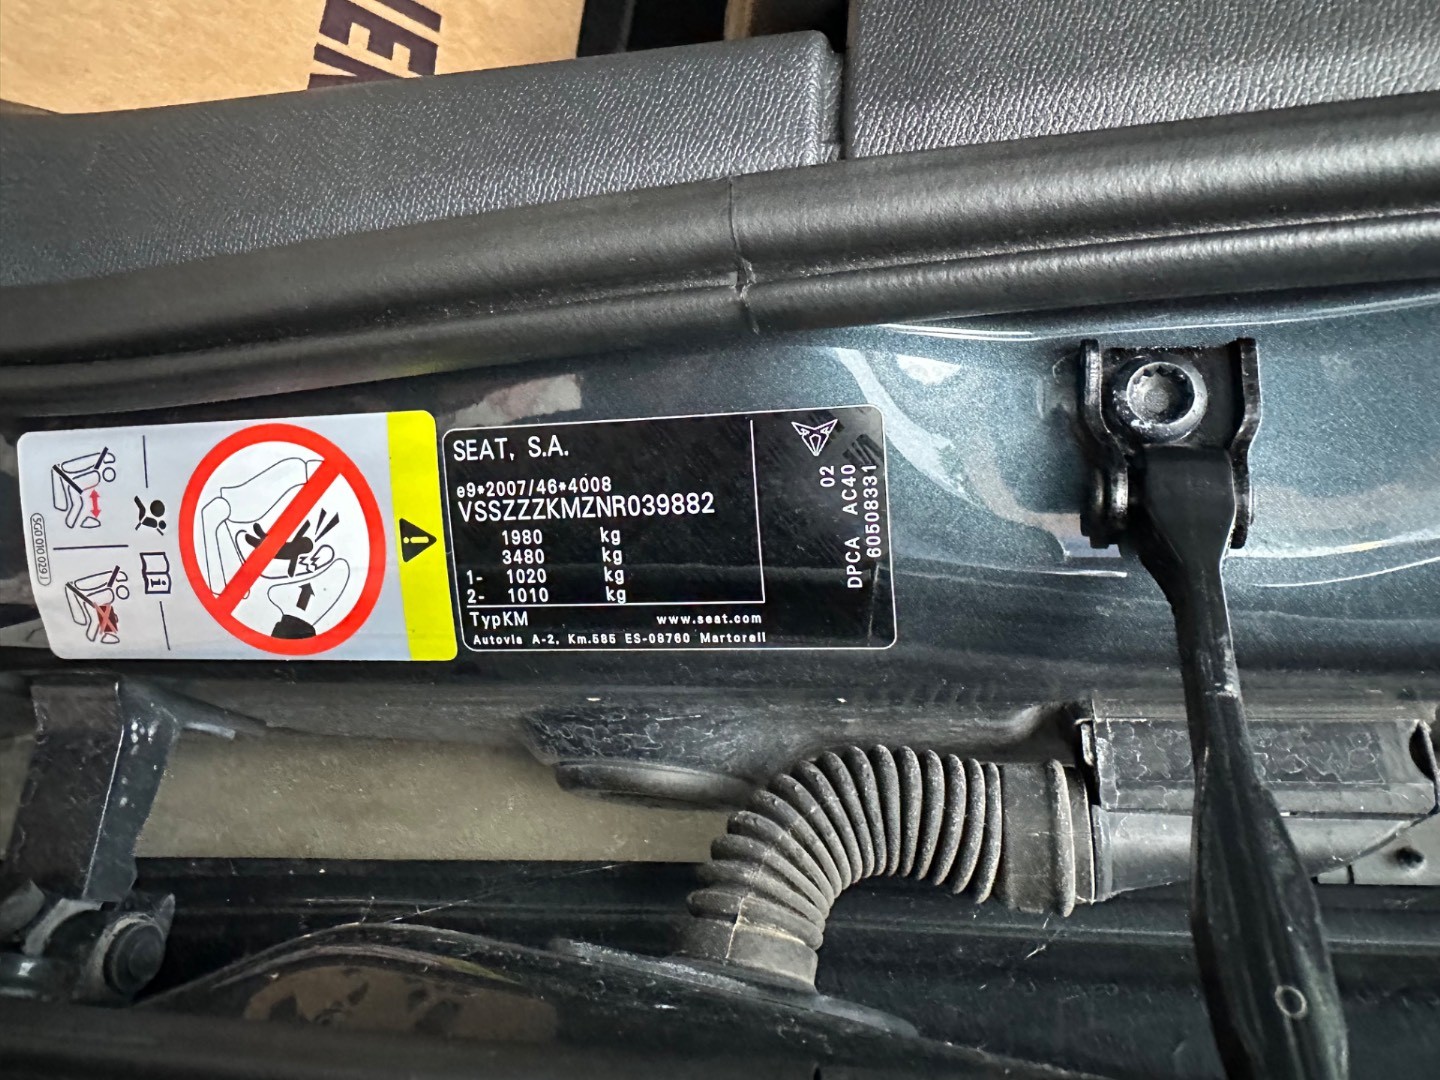 SEAT, S.A.
e9*2007/46*4008
VSSZZZKMZNR039882
1980 kg
3480 kg
1- 1020 kg
2- 1010 kg
TypKM www.seat.com
Autovia A-2, Km.585 ES-08760 Martorell
02
DPCA AC40
60508331
5G0 010 029 J
IEN